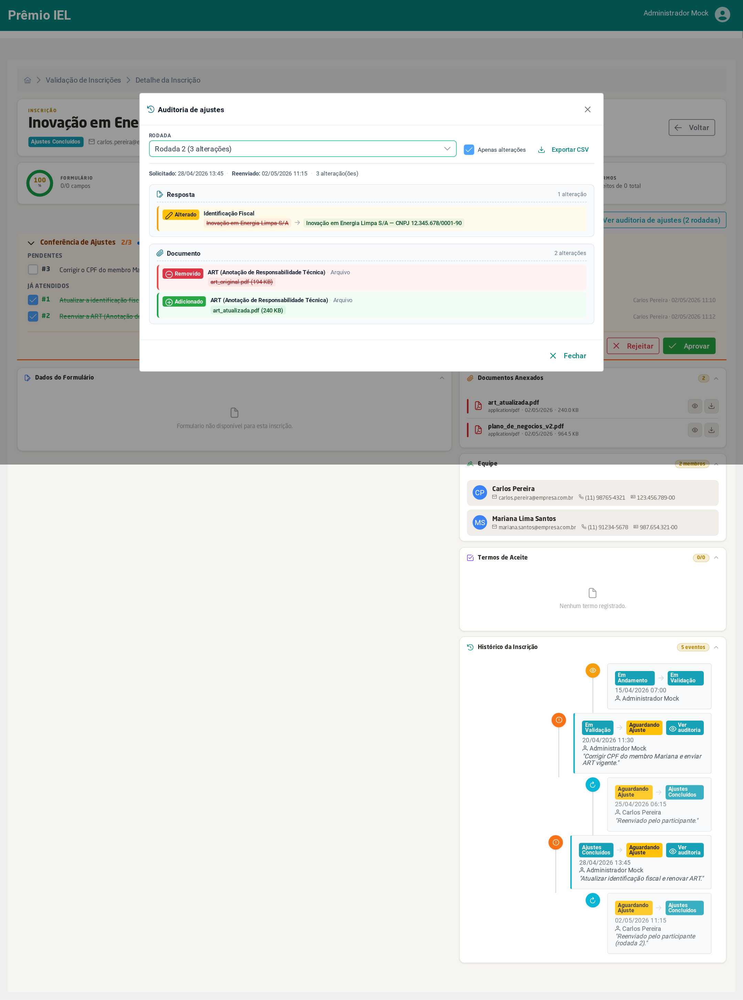 Prêmio IEL
Administrador Mock
Validação de Inscrições
Detalhe da Inscrição
INSCRIÇÃO
Inovação em Ene
Ajustes Concluídos
carlos.pereira@e
Voltar
100
%
FORMULÁRIO
0/0 campos
RMOS
eitos de 0 total
Ver auditoria de ajustes (2 rodadas)
Conferência de Ajustes 2/3
PENDENTES
#3 Corrigir o CPF do membro Ma
JÁ ATENDIDOS
#1 Atualizar a identificação fisc
Carlos Pereira · 02/05/2026 11:10
#2 Reenviar a ART (Anotação d
Carlos Pereira · 02/05/2026 11:12
Rejeitar
Aprovar
Auditoria de ajustes
RODADA
Rodada 2 (3 alterações)
Apenas alterações
Exportar CSV
Solicitado: 28/04/2026 13:45 · Reenviado: 02/05/2026 11:15 · 3 alteração(ões)
Resposta
1 alteração
Alterado
Identificação Fiscal
Inovação em Energia Limpa S/A → Inovação em Energia Limpa S/A — CNPJ 12.345.678/0001-90
Documento
2 alterações
Removido
ART (Anotação de Responsabilidade Técnica) · Arquivo
art_original.pdf (194 KB)
Adicionado
ART (Anotação de Responsabilidade Técnica) · Arquivo
art_atualizada.pdf (240 KB)
Fechar
Dados do Formulário
Formulario não disponível para esta inscrição.
Documentos Anexados
2
art_atualizada.pdf
application/pdf · 02/05/2026 · 240.0 KB
plano_de_negocios_v2.pdf
application/pdf · 02/05/2026 · 964.5 KB
Equipe
2 membros
CP
Carlos Pereira
carlos.pereira@empresa.com.br (11) 98765-4321 123.456.789-00
MS
Mariana Lima Santos
mariana.santos@empresa.com.br (11) 91234-5678 987.654.321-00
Termos de Aceite
0/0
Nenhum termo registrado.
Histórico da Inscrição
5 eventos
Em
Andamento
→
Em
Validação
15/04/2026 07:00
Administrador Mock
Em
Validação
→
Aguardando
Ajuste
Ver
auditoria
20/04/2026 11:30
Administrador Mock
"Corrigir CPF do membro Mariana e enviar
ART vigente."
Aguardando
Ajuste
→
Ajustes
Concluídos
25/04/2026 06:15
Carlos Pereira
"Reenviado pelo participante."
Ajustes
Concluídos
→
Aguardando
Ajuste
Ver
auditoria
28/04/2026 13:45
Administrador Mock
"Atualizar identificação fiscal e renovar ART."
Aguardando
Ajuste
→
Ajustes
Concluídos
02/05/2026 11:15
Carlos Pereira
"Reenviado pelo participante
(rodada 2)."